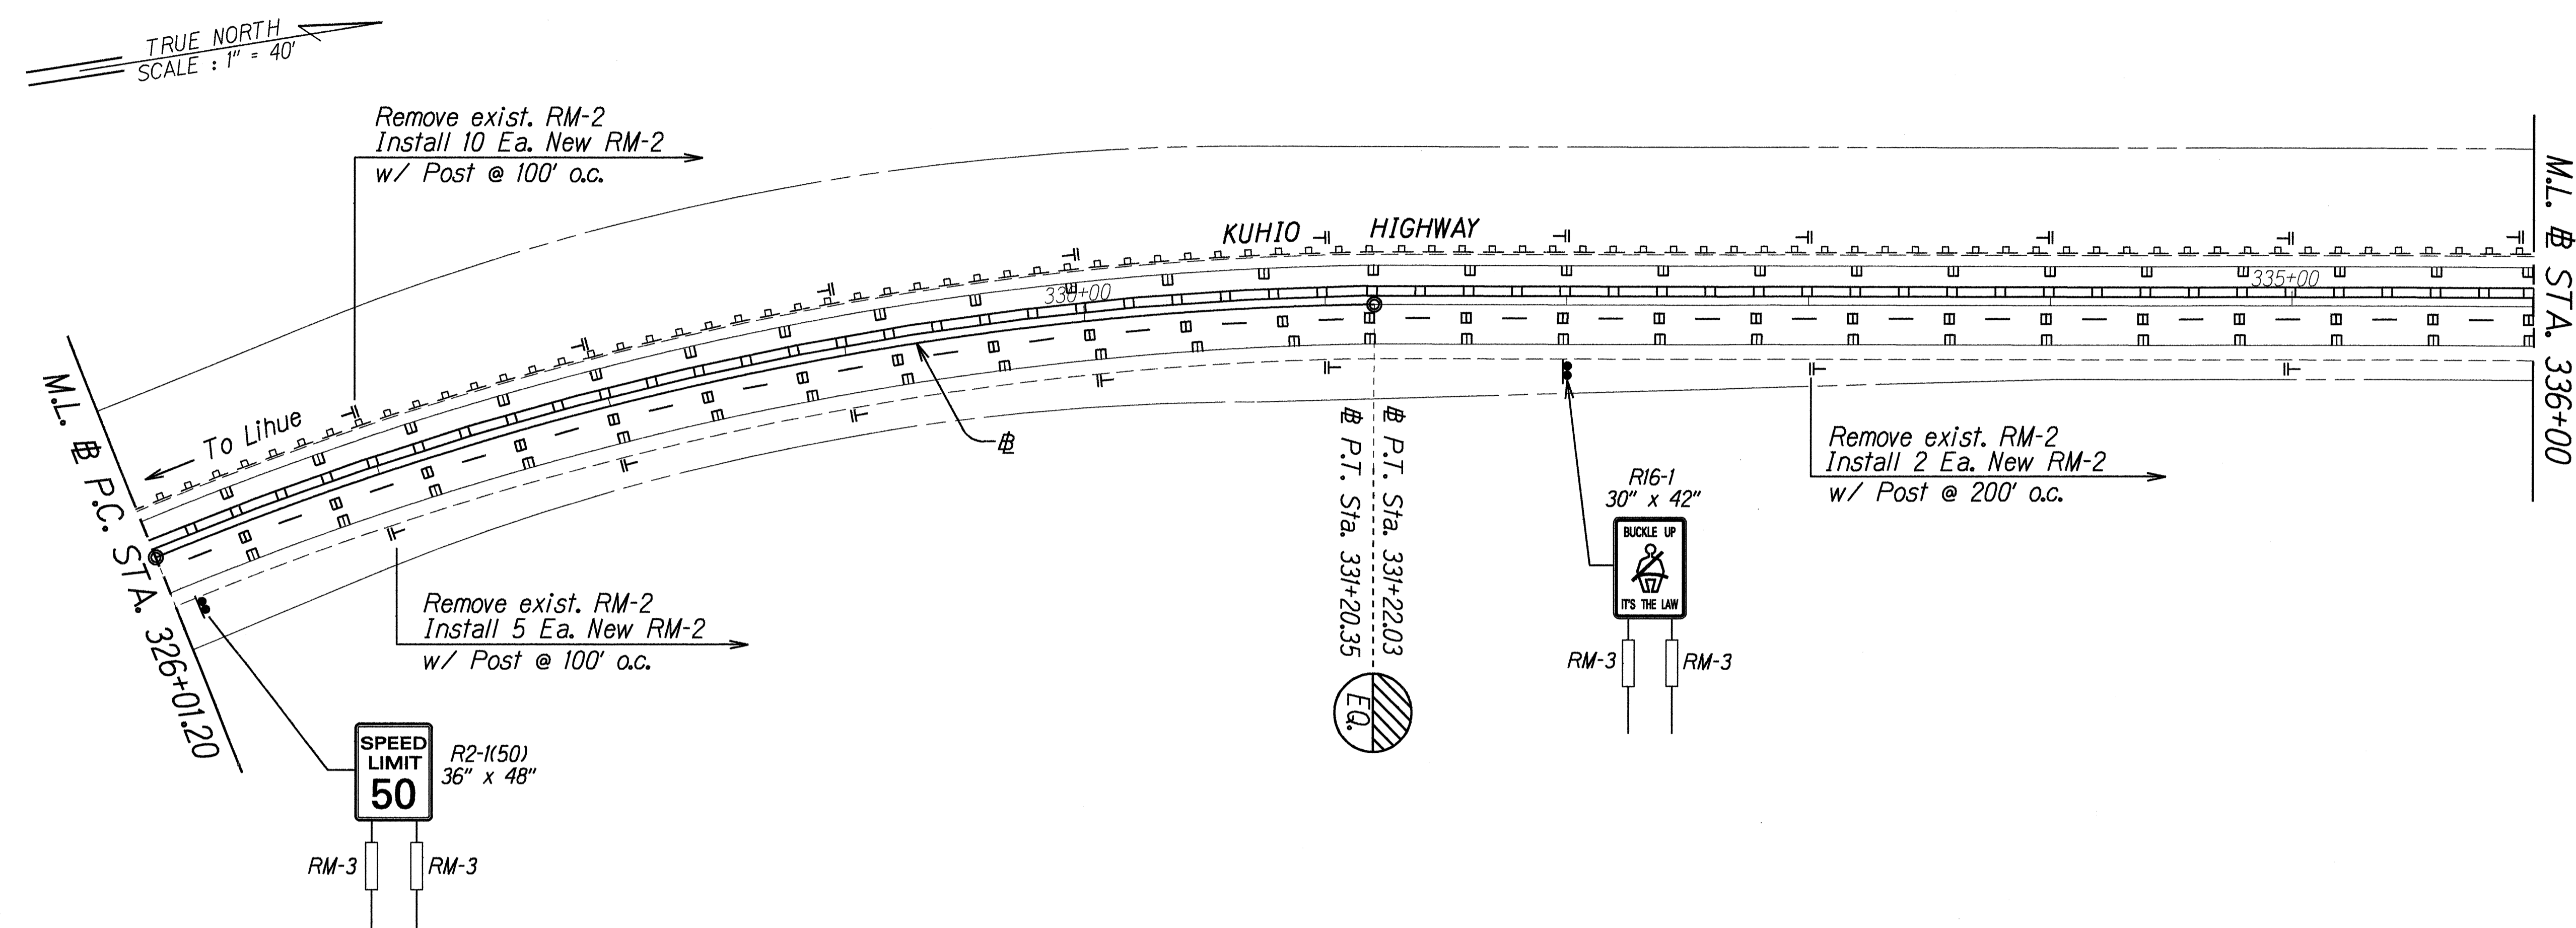 TRUE NORTH
SCALE : 1" = 40'
Remove exist. RM-2
Install 10 Ea. New RM-2
w/ Post @ 100' o.c.
KUHIO HIGHWAY
330+00
335+00
M.L. ℄ STA. 336+00
To Lihue
M.L. ℄ P.C. STA. 326+01.20
℄
℄ P.T. Sta. 331+20.35
℄ P.T. Sta. 331+22.03
EQ.
Remove exist. RM-2
Install 2 Ea. New RM-2
w/ Post @ 200' o.c.
R16-1
30" x 42"
BUCKLE UP
IT'S THE LAW
RM-3
RM-3
Remove exist. RM-2
Install 5 Ea. New RM-2
w/ Post @ 100' o.c.
SPEED
LIMIT
50
R2-1(50)
36" x 48"
RM-3
RM-3